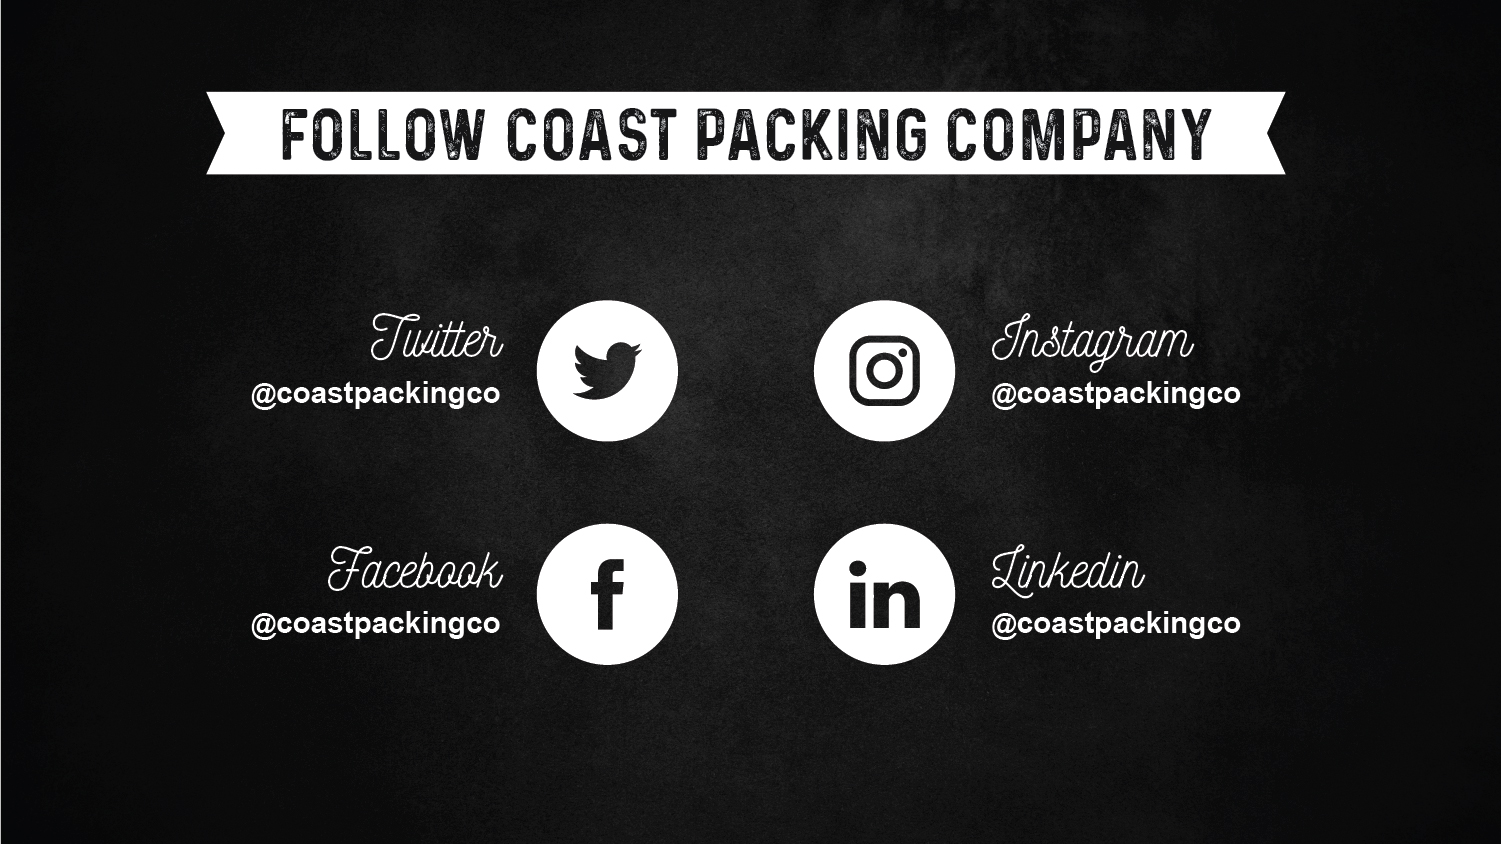 FOLLOW COAST PACKING COMPANY
Twitter
@coastpackingco
Instagram
@coastpackingco
Facebook
@coastpackingco
Linkedin
@coastpackingco